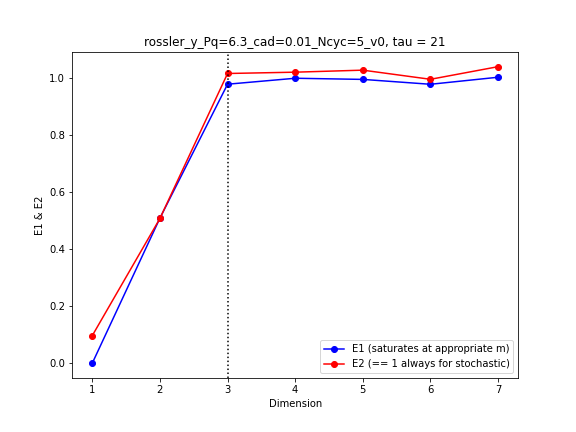 rossler_y_Pq=6.3_cad=0.01_Ncyc=5_v0, tau = 21
E1 & E2
1.0
0.8
0.6
0.4
0.2
0.0
E1 (saturates at appropriate m)
E2 (== 1 always for stochastic)
1 2 3 4 5 6 7
Dimension